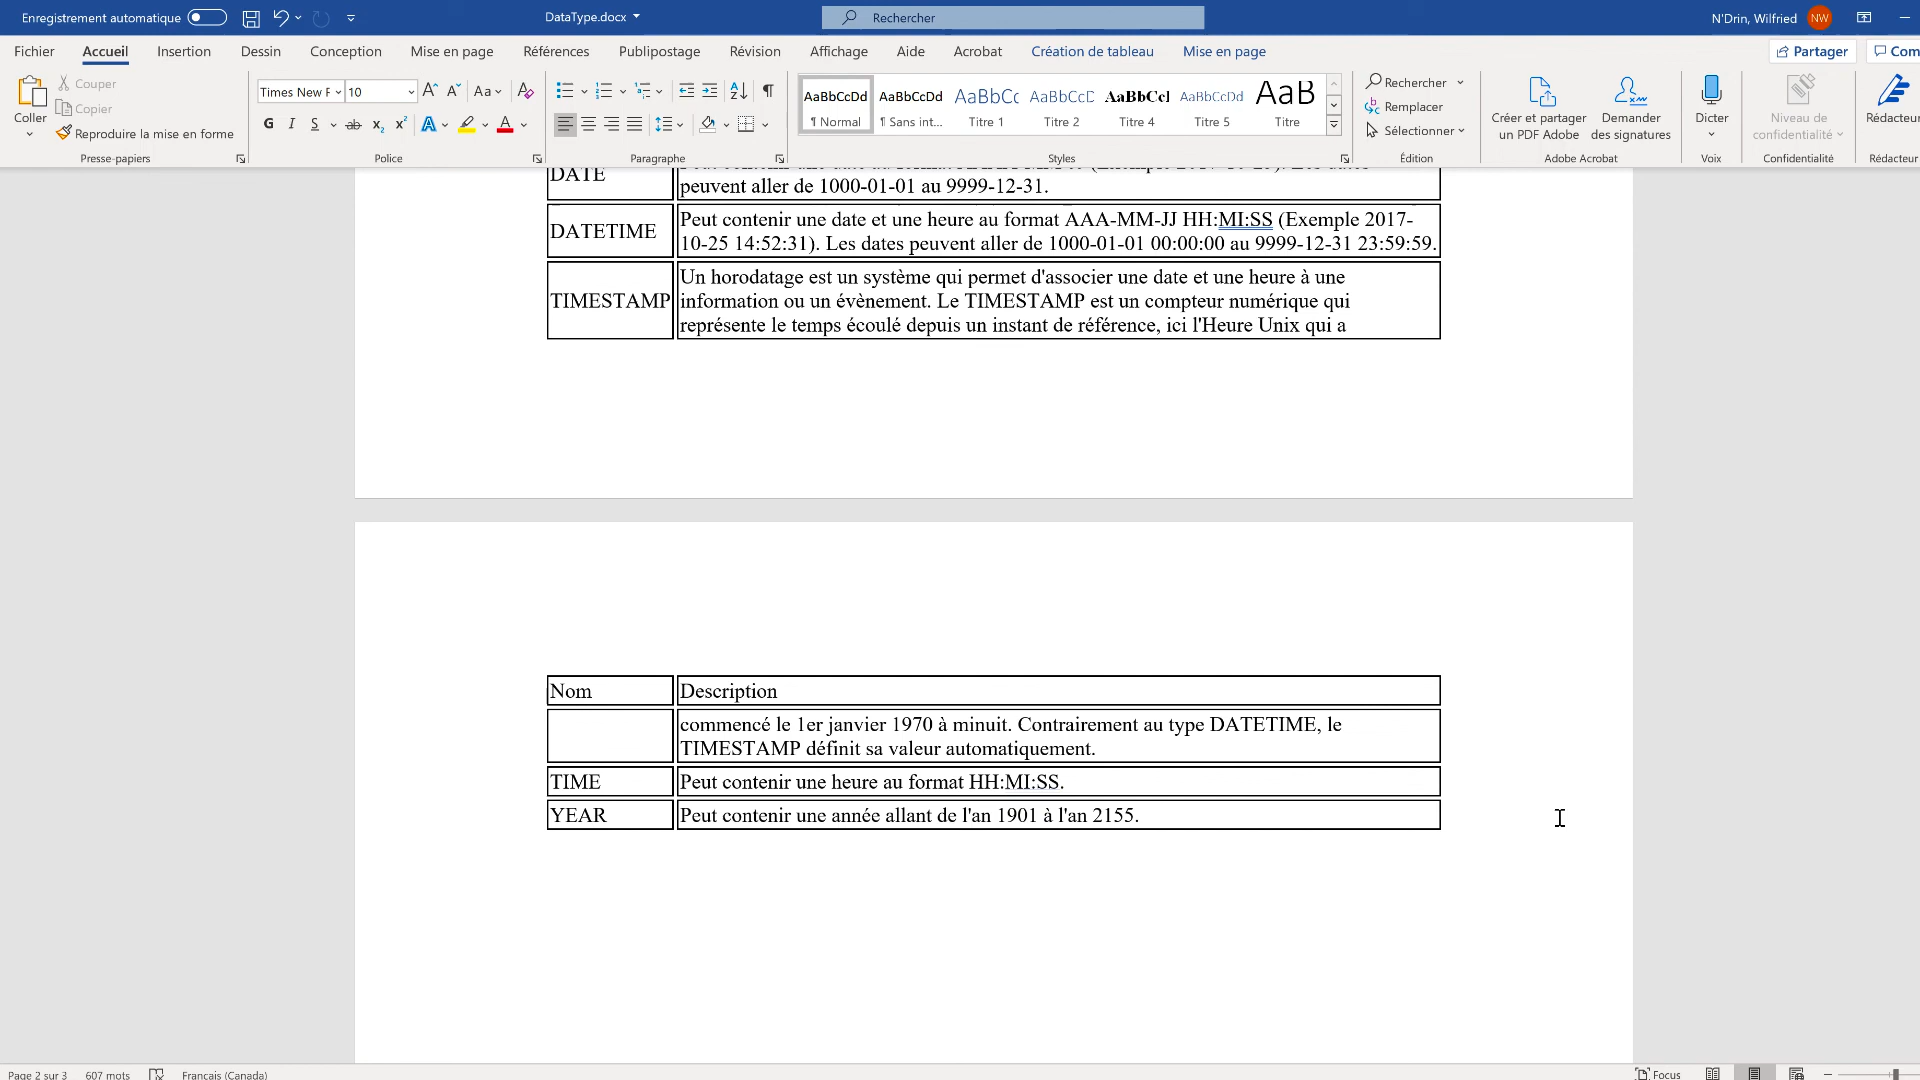 Enregistrement automatique DataType.docx Rechercher N'Drin, Wilfried NW
Fichier Accueil Insertion Dessin Conception Mise en page Références Publipostage Révision Affichage Aide Acrobat Création de tableau Mise en page Partager Com
Couper
Copier
Reproduire la mise en forme
Coller
Presse-papiers
Times New F 10
Aa
G I S ab x₂ x² A A
Police
Paragraphe
AaBbCcDd AaBbCcDd AaBbCc AaBbCcD AaBbCcI AaBbCcDd AaB
¶ Normal ¶ Sans int... Titre 1 Titre 2 Titre 4 Titre 5 Titre
Styles
Rechercher
Remplacer
Sélectionner
Édition
Créer et partager
un PDF Adobe
Demander
des signatures
Adobe Acrobat
Dicter
Voix
Niveau de
confidentialité
Confidentialité
Rédacteur
Rédacteur
DATE
peuvent aller de 1000-01-01 au 9999-12-31.
DATETIME
Peut contenir une date et une heure au format AAA-MM-JJ HH:MI:SS (Exemple 2017-
10-25 14:52:31). Les dates peuvent aller de 1000-01-01 00:00:00 au 9999-12-31 23:59:59.
TIMESTAMP
Un horodatage est un système qui permet d'associer une date et une heure à une
information ou un évènement. Le TIMESTAMP est un compteur numérique qui
représente le temps écoulé depuis un instant de référence, ici l'Heure Unix qui a
Nom Description
commencé le 1er janvier 1970 à minuit. Contrairement au type DATETIME, le
TIMESTAMP définit sa valeur automatiquement.
TIME Peut contenir une heure au format HH:MI:SS.
YEAR Peut contenir une année allant de l'an 1901 à l'an 2155.
Page 2 sur 3 607 mots Français (Canada) Focus